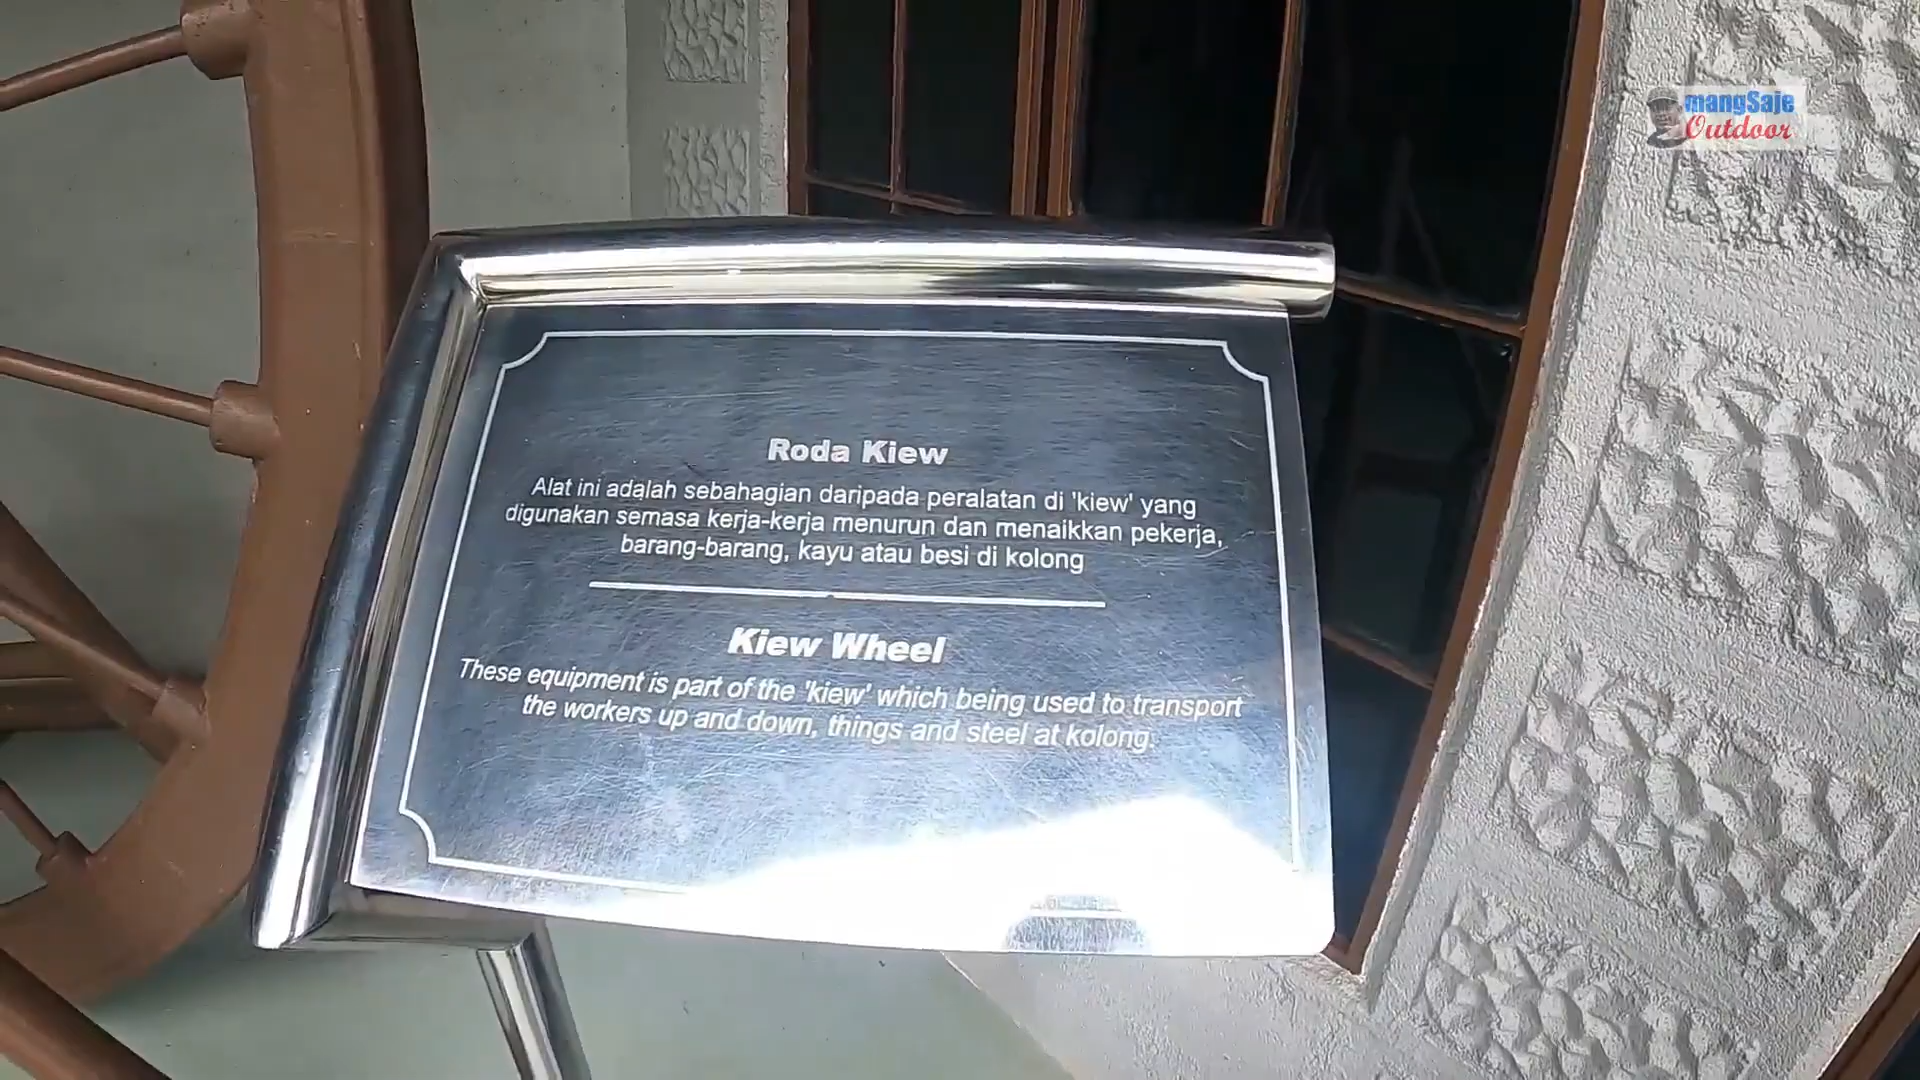 mangSaje
Outdoor
Roda Kiew
Alat ini adalah sebahagian daripada peralatan di 'kiew' yang
digunakan semasa kerja-kerja menurun dan menaikkan pekerja,
barang-barang, kayu atau besi di kolong
Kiew Wheel
These equipment is part of the 'kiew' which being used to transport
the workers up and down, things and steel at kolong.